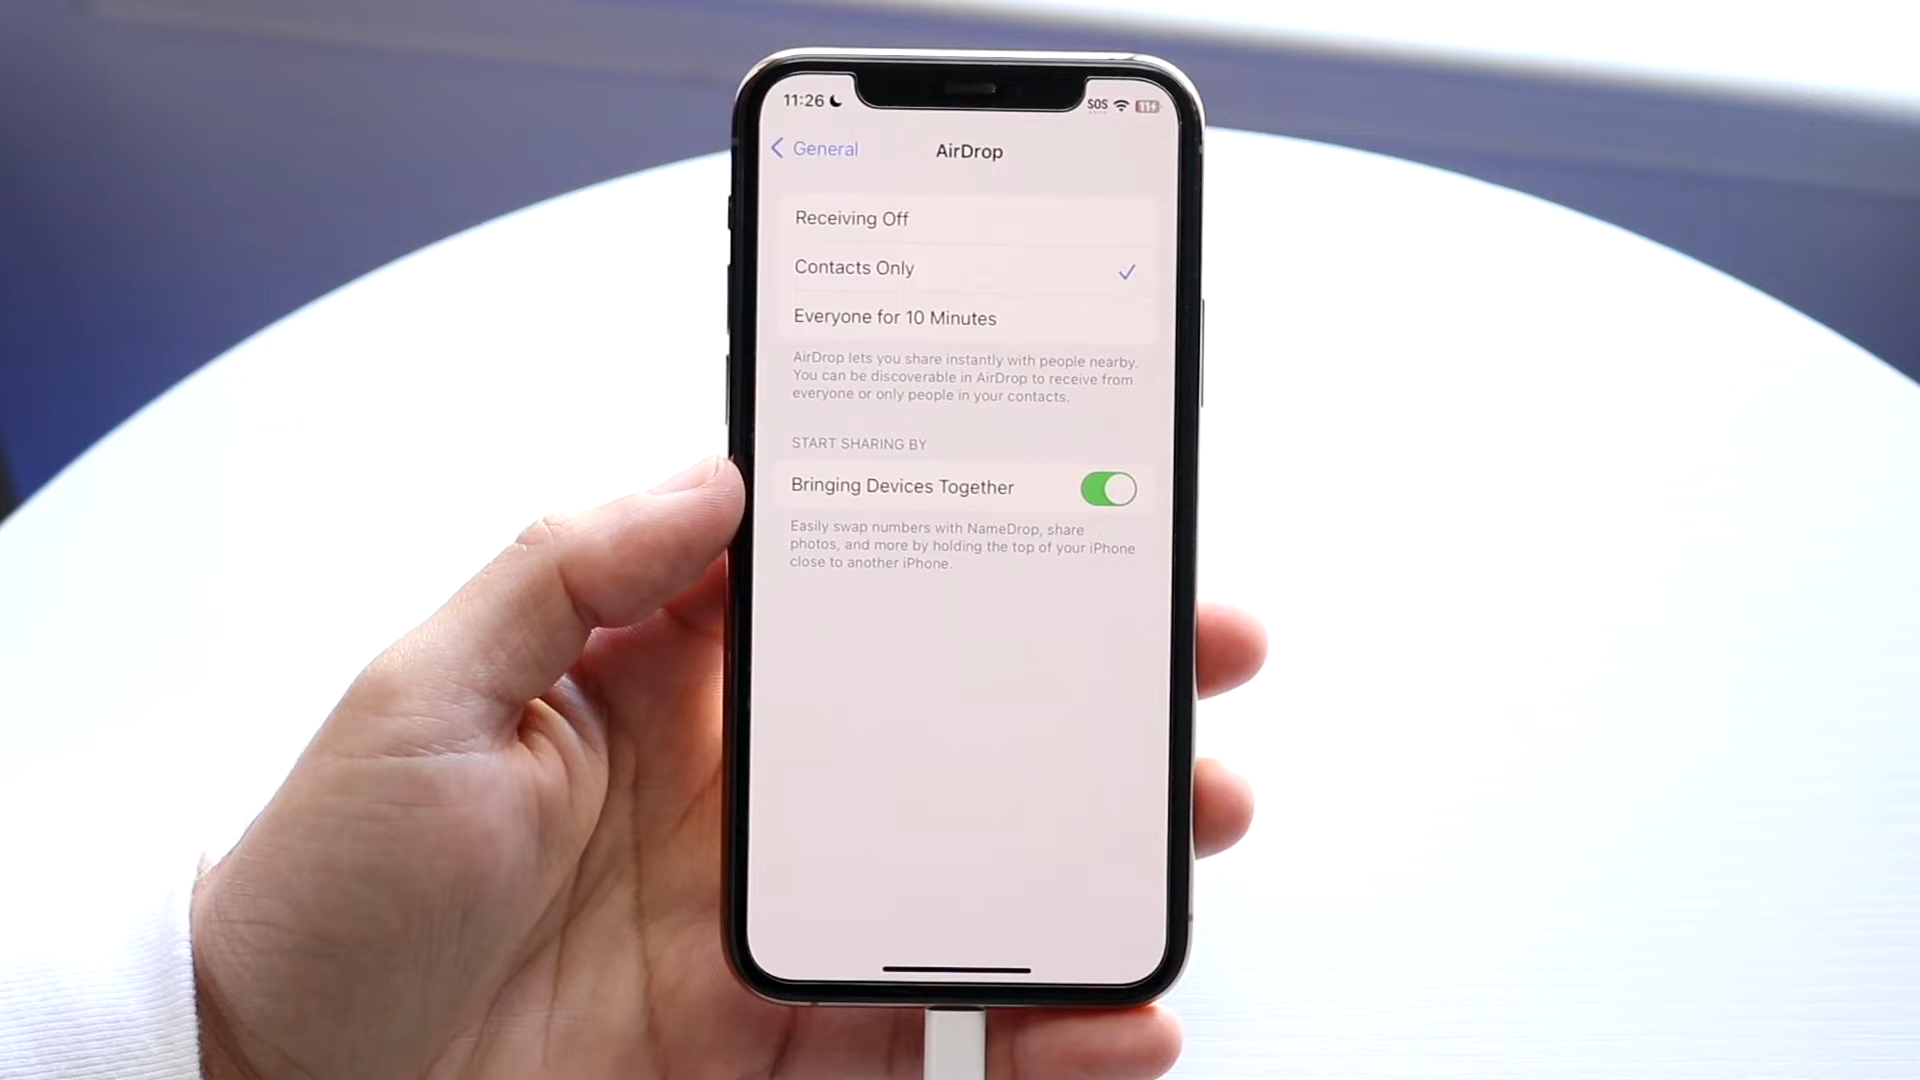 11:26 SOS 11
General AirDrop
Receiving Off
Contacts Only
Everyone for 10 Minutes
AirDrop lets you share instantly with people nearby.
You can be discoverable in AirDrop to receive from
everyone or only people in your contacts.
START SHARING BY
Bringing Devices Together
Easily swap numbers with NameDrop, share
photos, and more by holding the top of your iPhone
close to another iPhone.